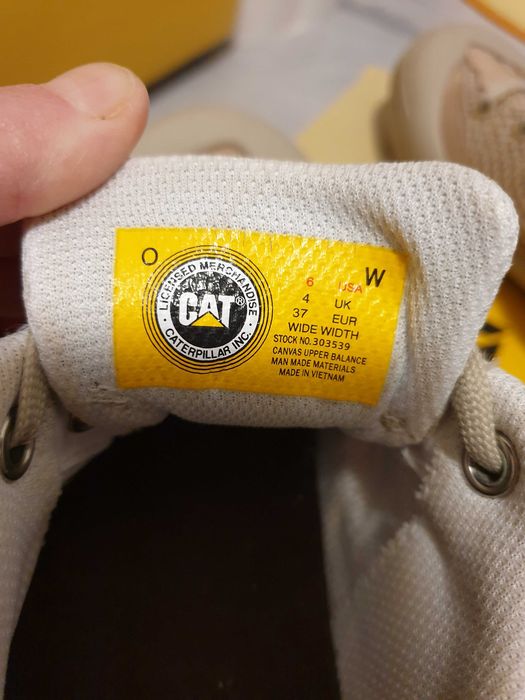 O
LICENSED MERCHANDISE
CAT®
CATERPILLAR INC.
W
6 USA
4 UK
37 EUR
WIDE WIDTH
STOCK NO.303539
CANVAS UPPER BALANCE
MAN MADE MATERIALS
MADE IN VIETNAM